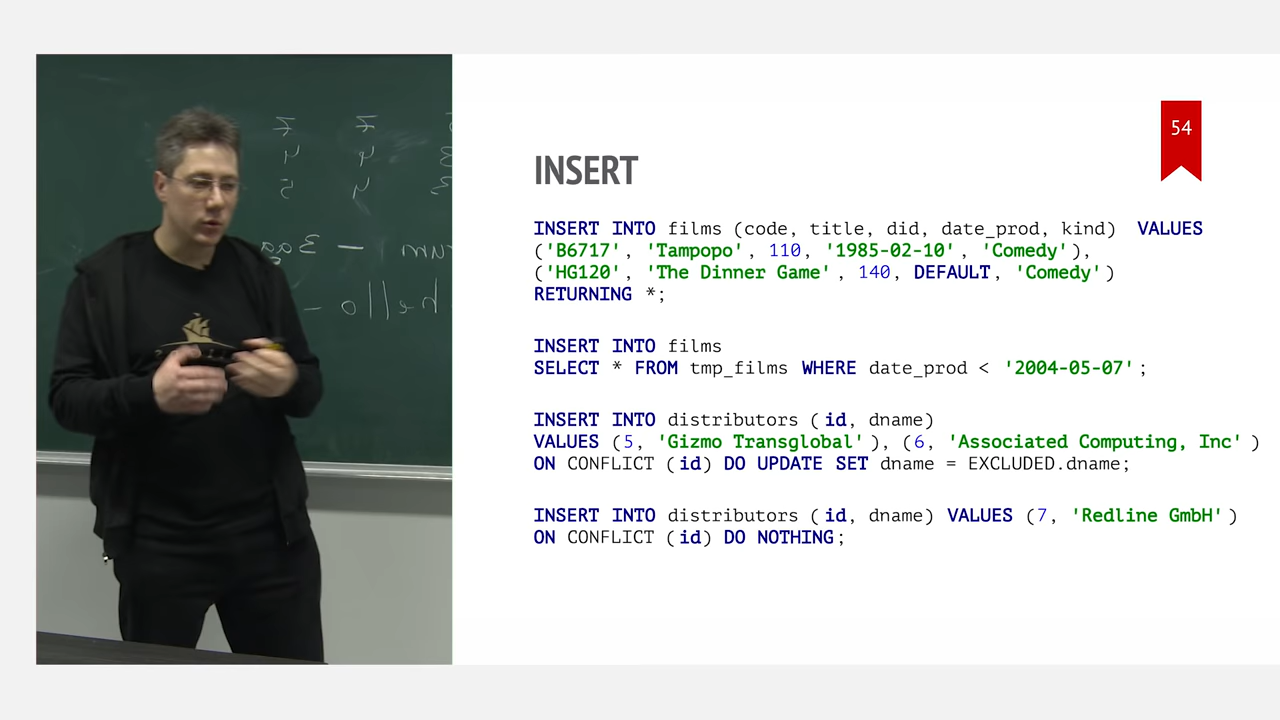 54
INSERT
INSERT INTO films (code, title, did, date_prod, kind) VALUES
('B6717', 'Tampopo', 110, '1985-02-10', 'Comedy'),
('HG120', 'The Dinner Game', 140, DEFAULT, 'Comedy')
RETURNING *;
INSERT INTO films
SELECT * FROM tmp_films WHERE date_prod < '2004-05-07';
INSERT INTO distributors (id, dname)
VALUES (5, 'Gizmo Transglobal'), (6, 'Associated Computing, Inc')
ON CONFLICT (id) DO UPDATE SET dname = EXCLUDED.dname;
INSERT INTO distributors (id, dname) VALUES (7, 'Redline GmbH')
ON CONFLICT (id) DO NOTHING;